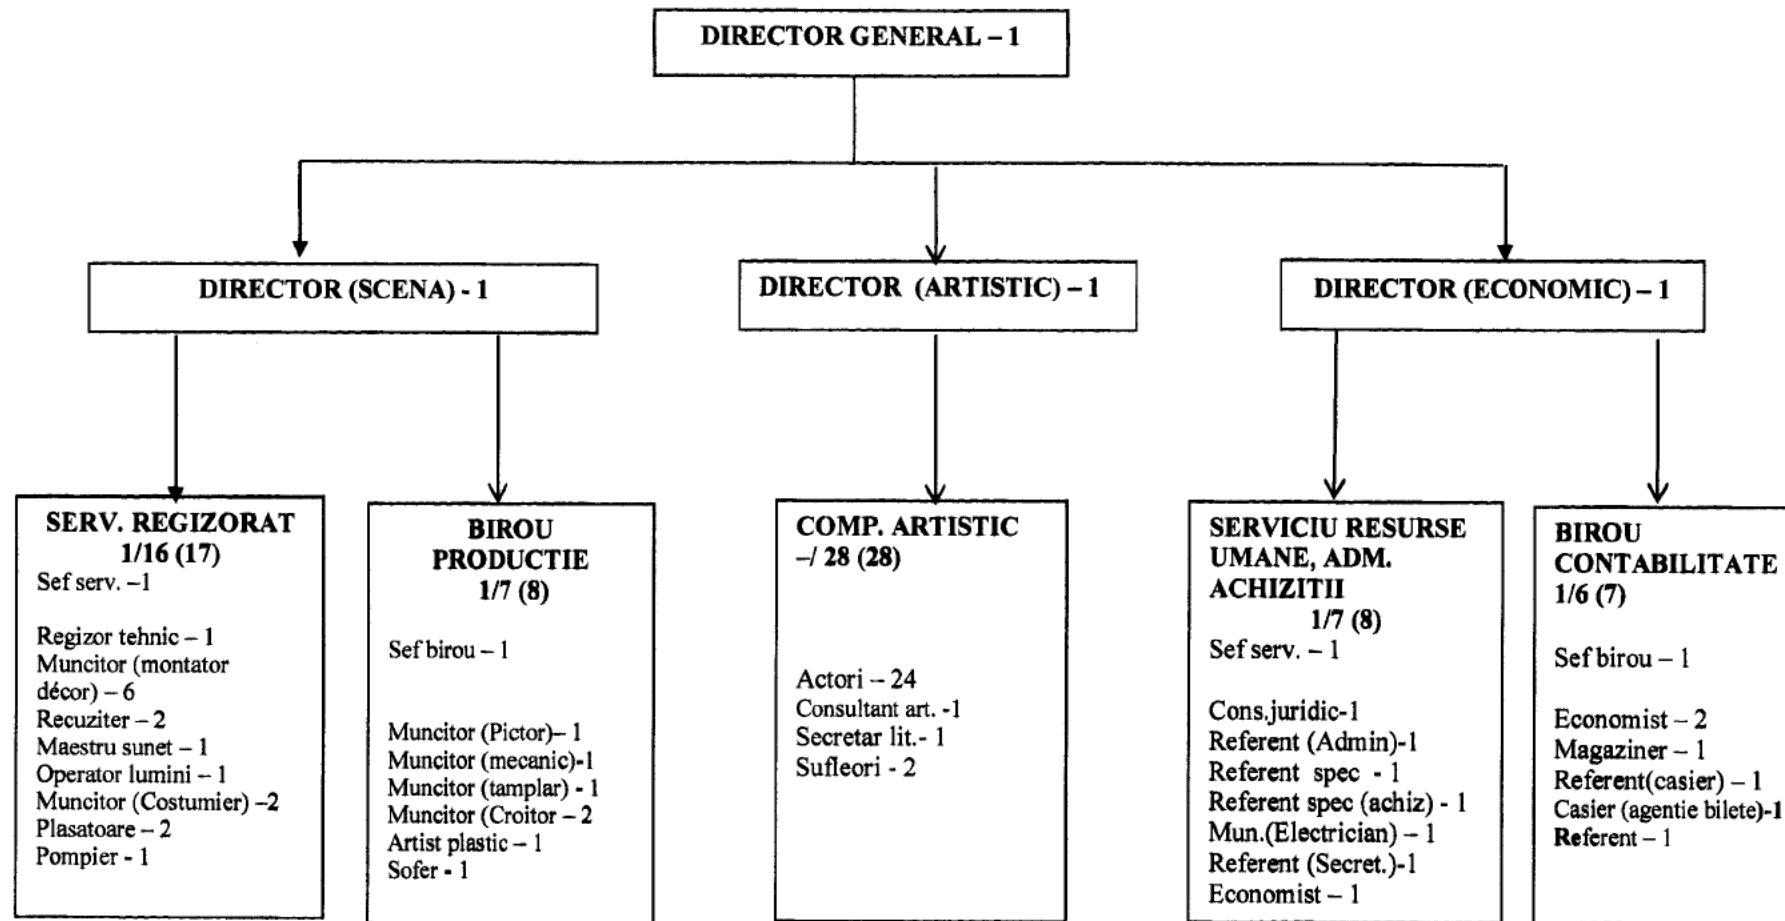 DIRECTOR GENERAL – 1
DIRECTOR (SCENA) - 1
DIRECTOR (ARTISTIC) – 1
DIRECTOR (ECONOMIC) – 1
SERV. REGIZORAT
1/16 (17)
Sef serv. –1
Regizor tehnic – 1
Muncitor (montator
décor) – 6
Recuziter – 2
Maestru sunet – 1
Operator lumini – 1
Muncitor (Costumier) –2
Plasatoare – 2
Pompier - 1
BIROU
PRODUCTIE
1/7 (8)
Sef birou – 1
Muncitor (Pictor)– 1
Muncitor (mecanic)-1
Muncitor (tamplar) - 1
Muncitor (Croitor – 2
Artist plastic – 1
Sofer - 1
COMP. ARTISTIC
–/ 28 (28)
Actori – 24
Consultant art. -1
Secretar lit.- 1
Sufleori - 2
SERVICIU RESURSE
UMANE, ADM.
ACHIZITII
1/7 (8)
Sef serv. – 1
Cons.juridic-1
Referent (Admin)-1
Referent spec - 1
Referent spec (achiz) - 1
Mun.(Electrician) – 1
Referent (Secret.)-1
Economist – 1
BIROU
CONTABILITATE
1/6 (7)
Sef birou – 1
Economist – 2
Magaziner – 1
Referent(casier) – 1
Casier (agentie bilete)-1
Referent – 1